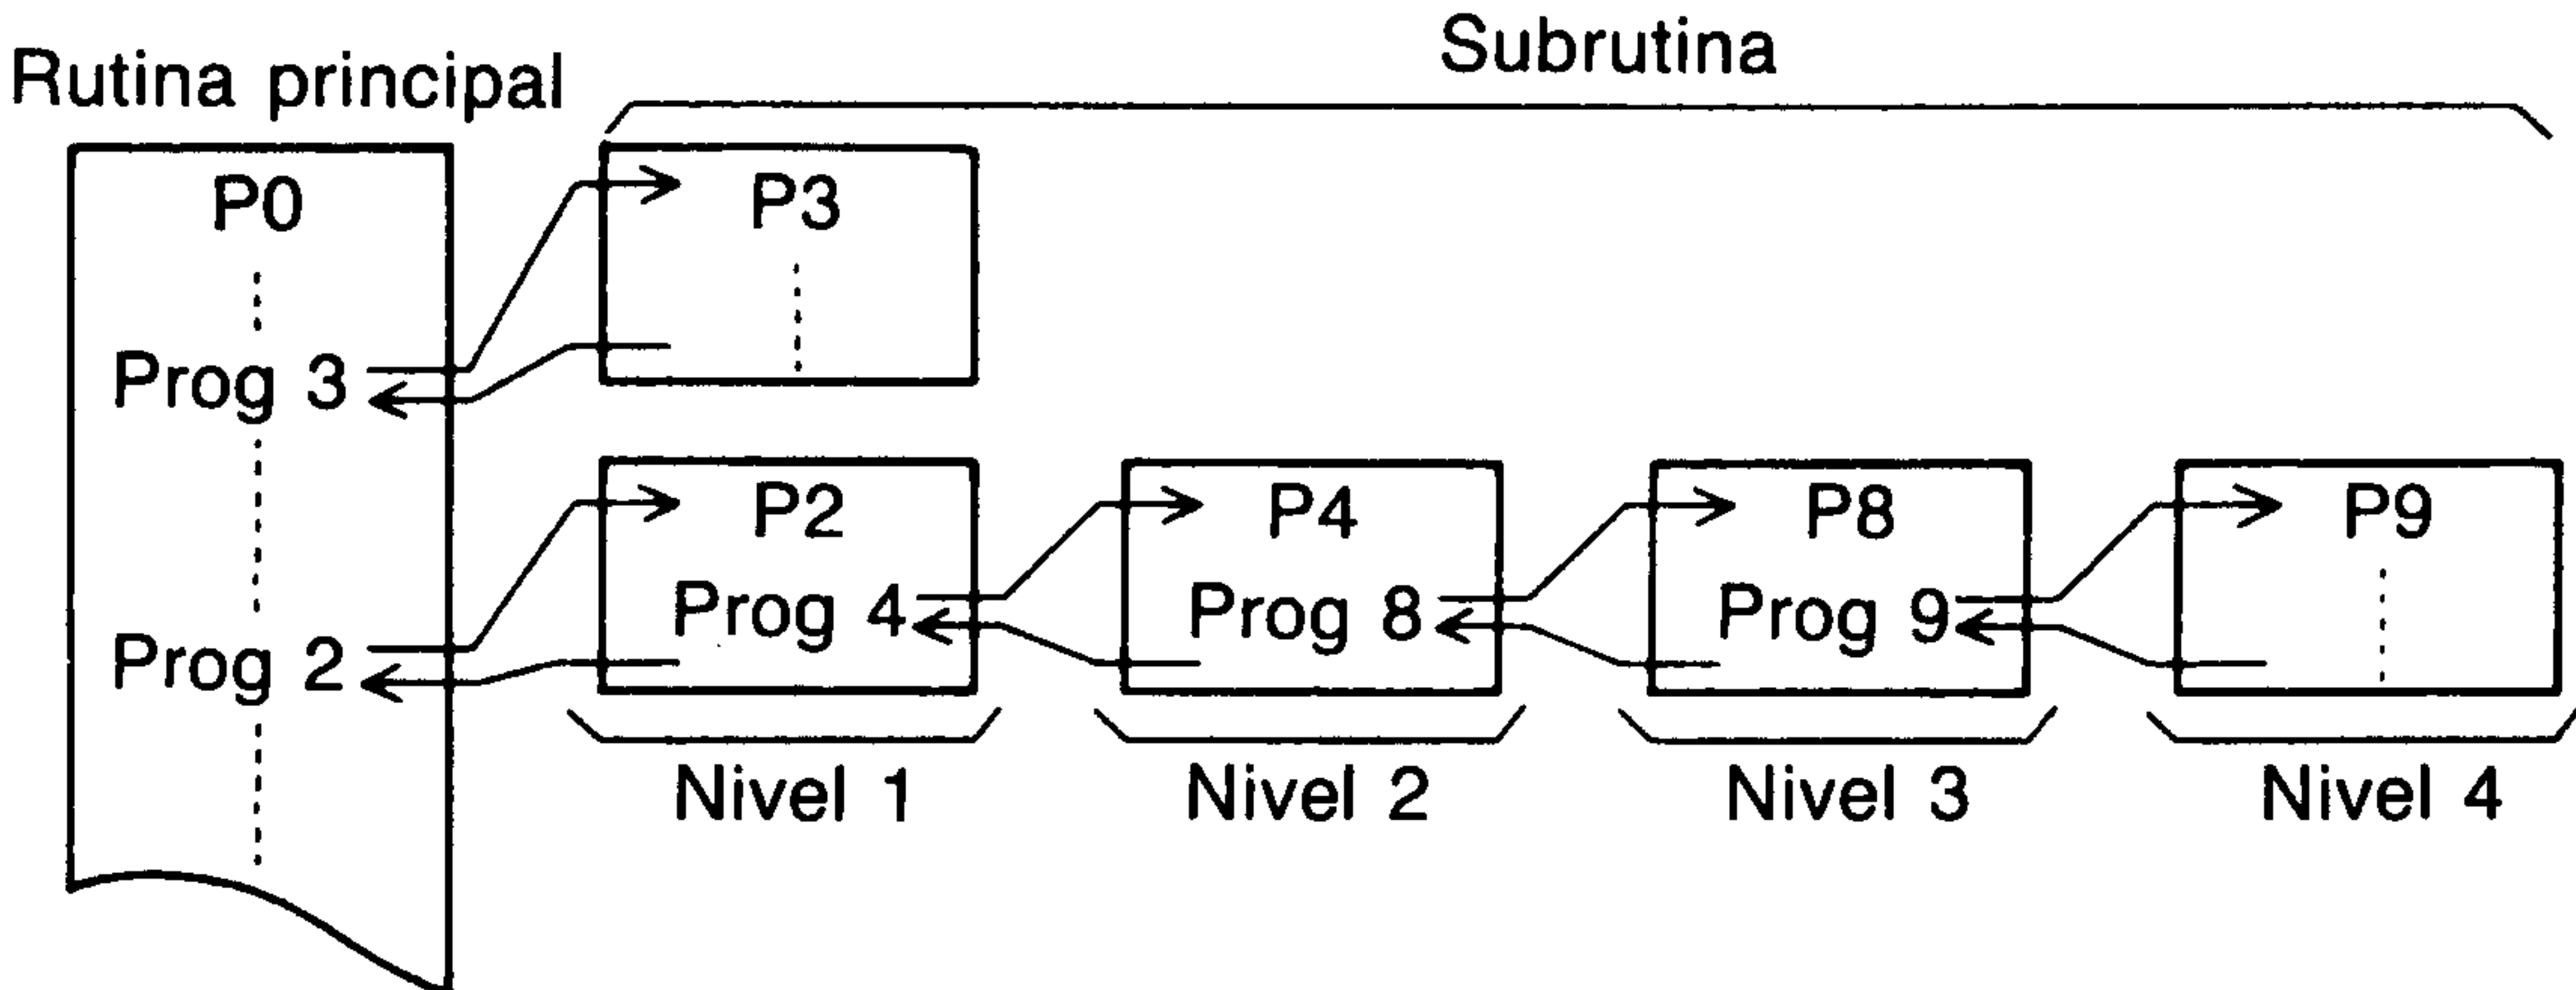 Subrutina
Rutina principal
P0
Prog 3
Prog 2
P3
P2
Prog 4
P4
Prog 8
P8
Prog 9
P9
Nivel 1
Nivel 2
Nivel 3
Nivel 4